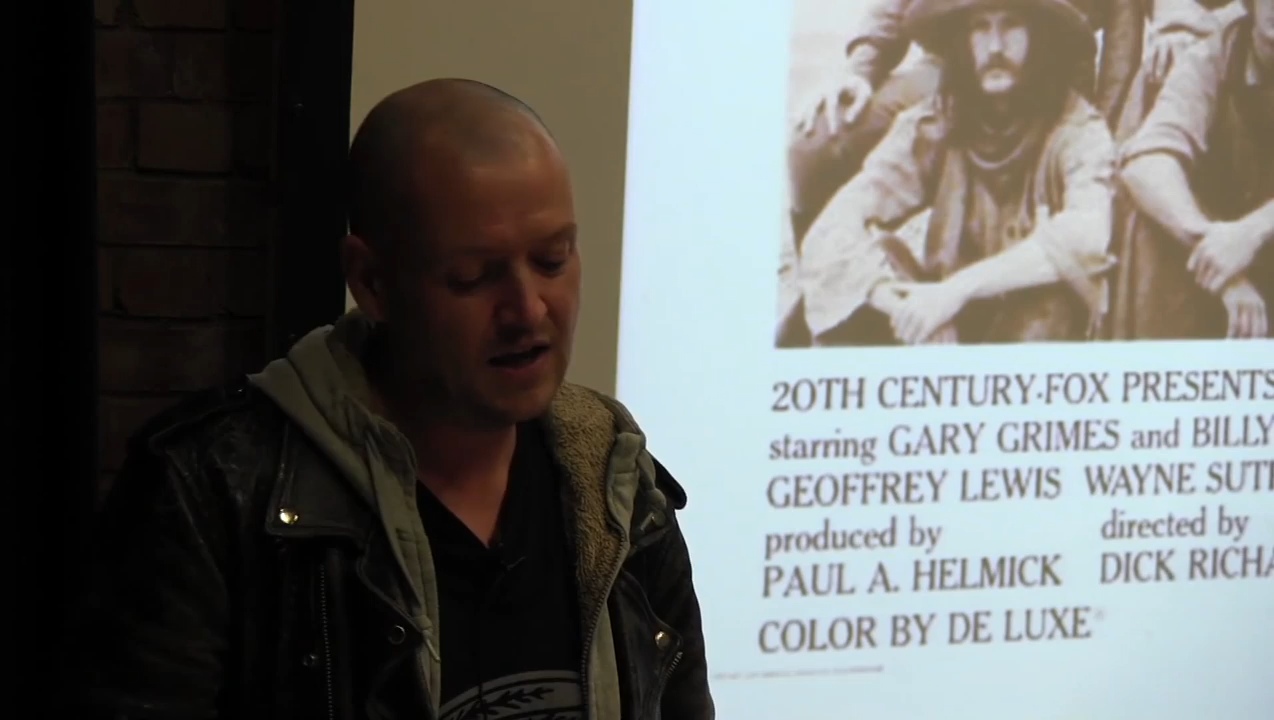 20TH CENTURY-FOX PRESENTS
starring GARY GRIMES and BILLY
GEOFFREY LEWIS WAYNE SUT
produced by directed by
PAUL A. HELMICK DICK RICHA
COLOR BY DE LUXE®